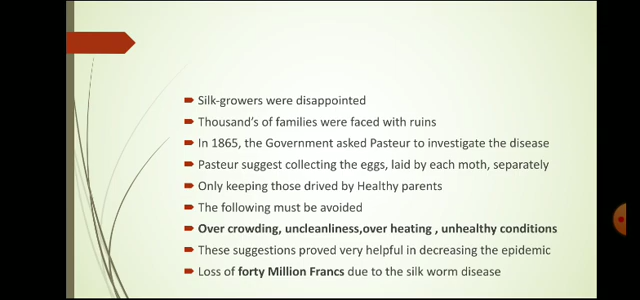 Silk-growers were disappointed
Thousand's of families were faced with ruins
In 1865, the Government asked Pasteur to investigate the disease
Pasteur suggest collecting the eggs, laid by each moth, separately
Only keeping those drived by Healthy parents
The following must be avoided
Over crowding, uncleanliness,over heating , unhealthy conditions
These suggestions proved very helpful in decreasing the epidemic
Loss of forty Million Francs due to the silk worm disease